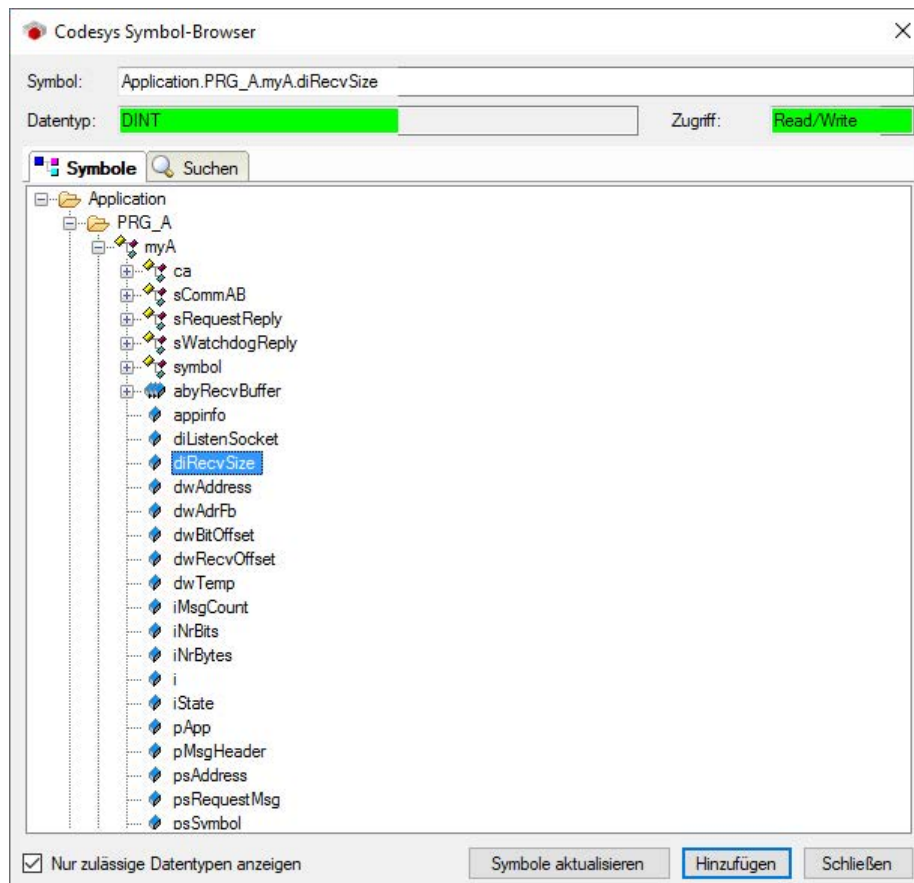 Codesys Symbol-Browser
Symbol: Application.PRG_A.myA.diRecvSize
Datentyp: DINT Zugriff: Read/Write
Symbole Suchen
Application
PRG_A
myA
ca
sCommAB
sRequestReply
sWatchdogReply
symbol
abyRecvBuffer
appinfo
diListenSocket
diRecvSize
dwAddress
dwAdrFb
dwBitOffset
dwRecvOffset
dwTemp
iMsgCount
iNrBits
iNrBytes
i
iState
pApp
pMsgHeader
psAddress
psRequestMsg
psSymbol
Nur zulässige Datentypen anzeigen Symbole aktualisieren Hinzufügen Schließen